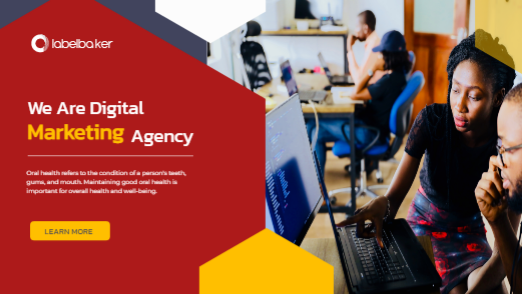 labelbaker
We Are Digital
Marketing Agency
Oral health refers to the condition of a person's teeth,
gums, and mouth. Maintaining good oral health is
important for overall health and well-being.
LEARN MORE